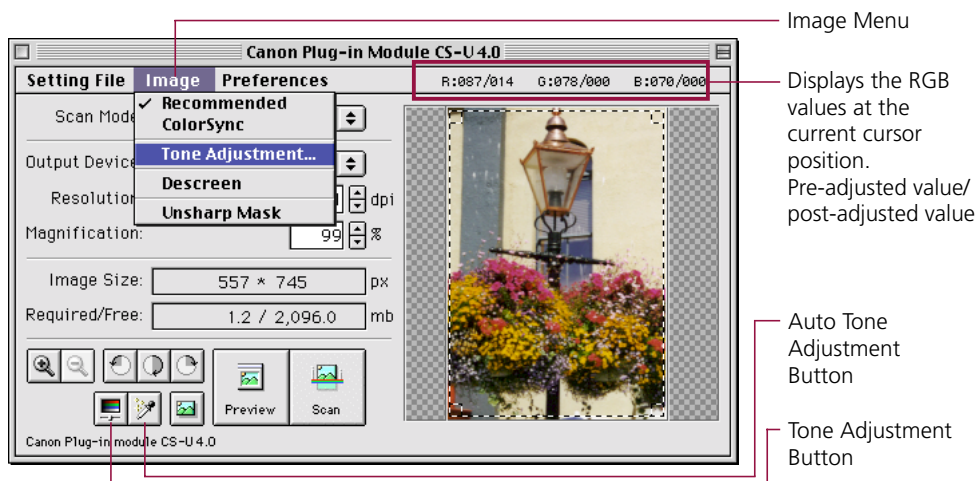 Image Menu
Canon Plug-in Module CS-U 4.0
Setting File Image Preferences
R:087/014 G:078/000 B:070/000
Displays the RGB
values at the
current cursor
position.
Pre-adjusted value/
post-adjusted value
✓ Recommended
ColorSync
Tone Adjustment...
Descreen
Unsharp Mask
Scan Mode
Output Device
Resolution
dpi
Magnification:
99 %
Image Size: 557 * 745 px
Required/Free: 1.2 / 2,096.0 mb
Preview Scan
Canon Plug-in module CS-U 4.0
Auto Tone
Adjustment
Button
Tone Adjustment
Button